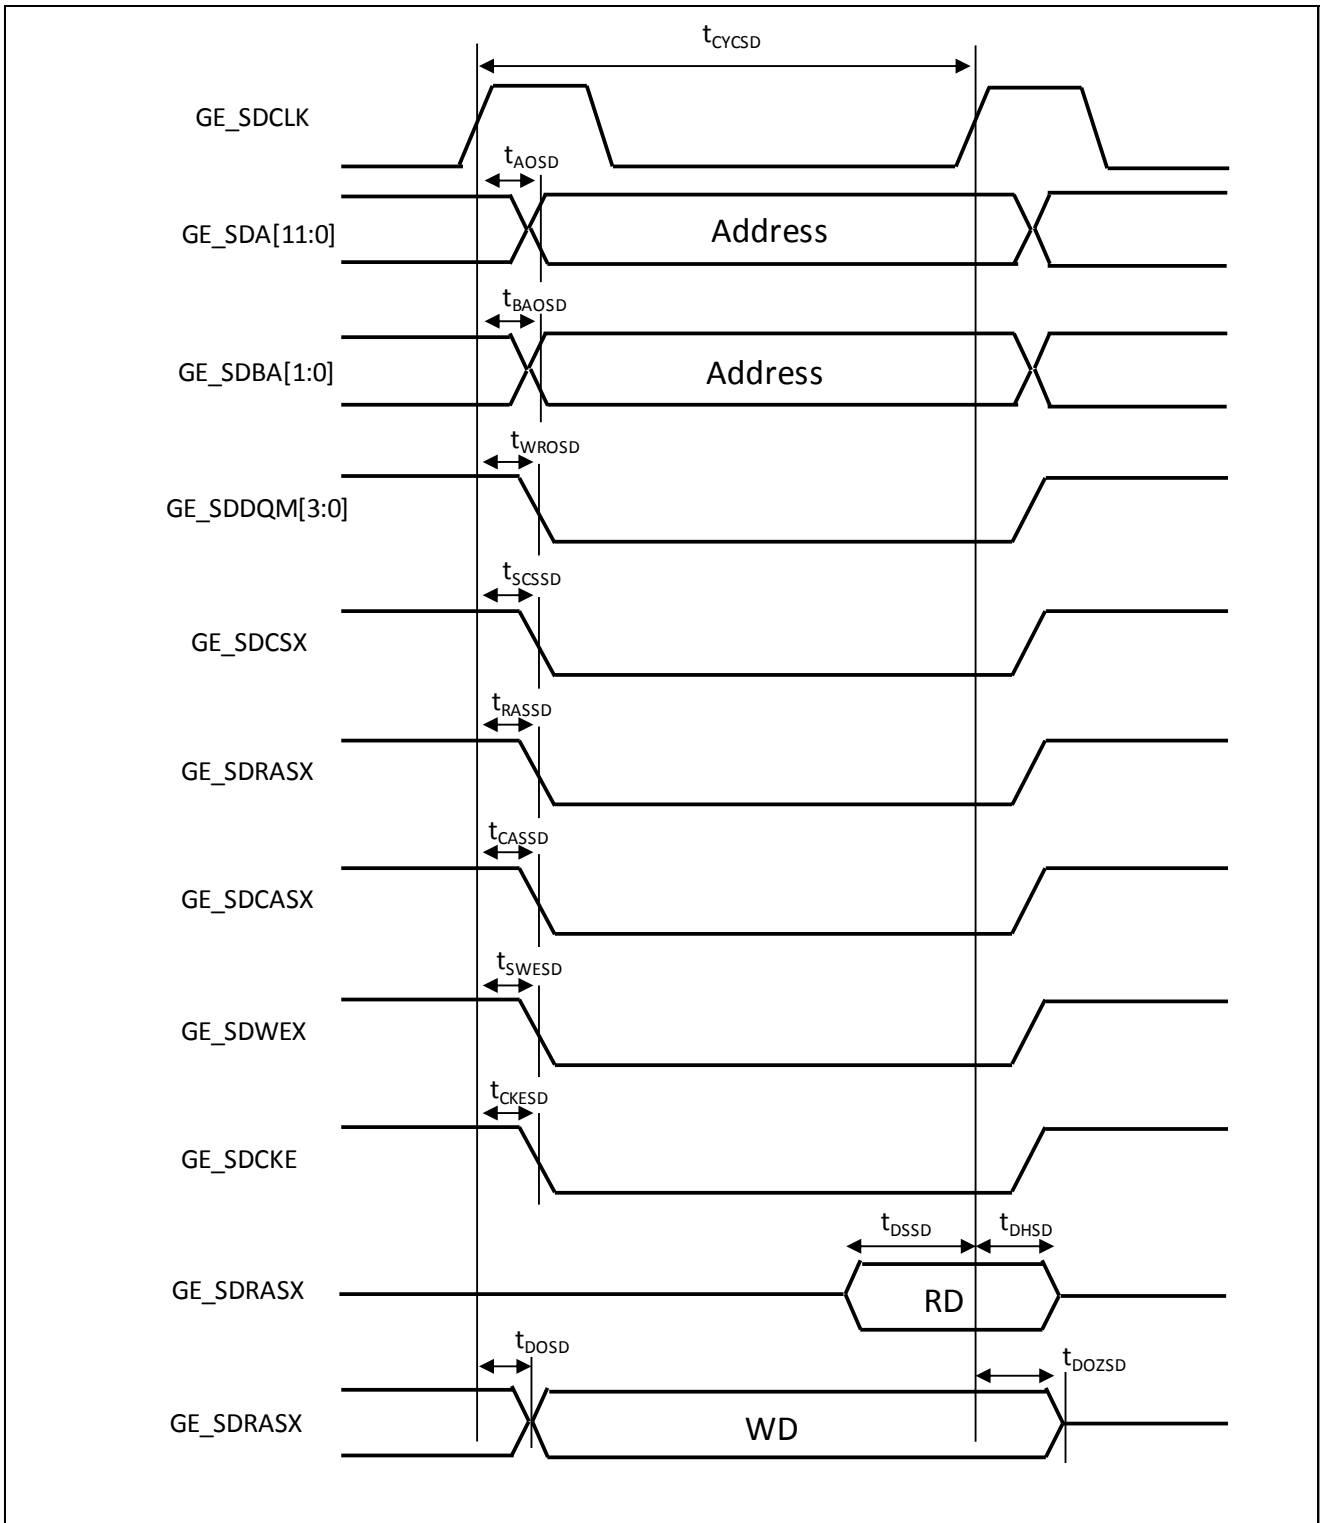 tCYCSD
GE_SDCLK
tAOSD
GE_SDA[11:0]
Address
tBAOSD
GE_SDBA[1:0]
Address
tWROSD
GE_SDDQM[3:0]
tSCSSD
GE_SDCSX
tRASSD
GE_SDRASX
tCASSD
GE_SDCASX
tSWESD
GE_SDWEX
tCKESD
GE_SDCKE
tDSSD tDHSD
GE_SDRASX
RD
tDOSD
tDOZSD
GE_SDRASX
WD